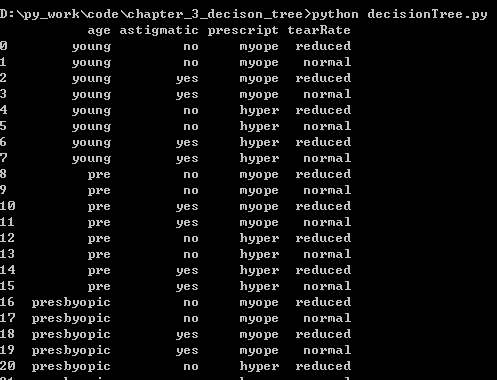 D:\py_work\code\chapter_3_decison_tree>python decisionTree.py
age astigmatic prescript tearRate
0 young no myope reduced
1 young no myope normal
2 young yes myope reduced
3 young yes myope normal
4 young no hyper reduced
5 young no hyper normal
6 young yes hyper reduced
7 young yes hyper normal
8 pre no myope reduced
9 pre no myope normal
10 pre yes myope reduced
11 pre yes myope normal
12 pre no hyper reduced
13 pre no hyper normal
14 pre yes hyper reduced
15 pre yes hyper normal
16 presbyopic no myope reduced
17 presbyopic no myope normal
18 presbyopic yes myope reduced
19 presbyopic yes myope normal
20 presbyopic no hyper reduced